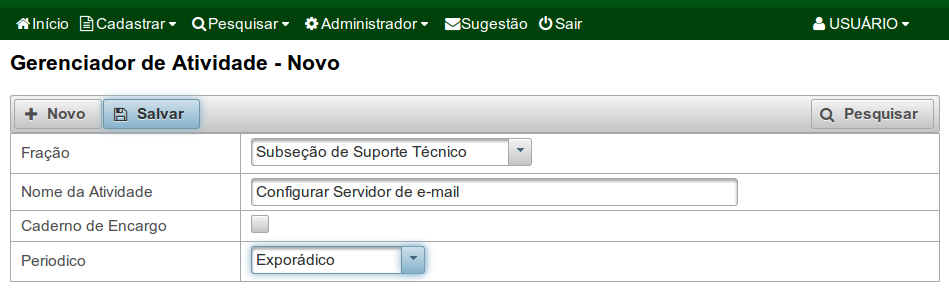 Início Cadastrar Pesquisar Administrador Sugestão Sair USUÁRIO
Gerenciador de Atividade - Novo
Novo Salvar Pesquisar
Fração Subseção de Suporte Técnico
Nome da Atividade Configurar Servidor de e-mail
Caderno de Encargo
Periodico Exporádico